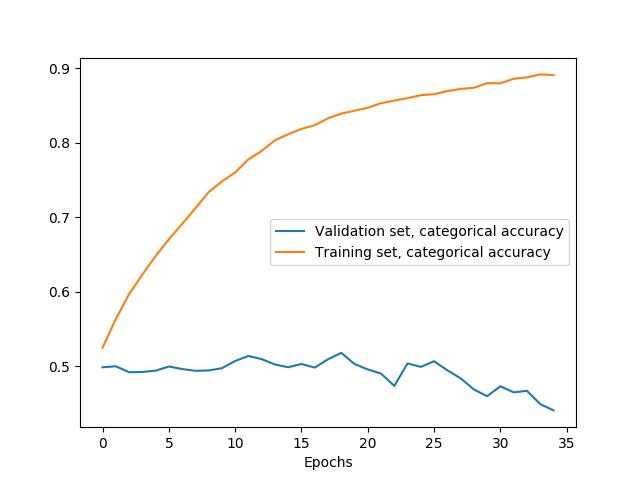 0.9
0.8
0.7
Validation set, categorical accuracy
Training set, categorical accuracy
0.6
0.5
0 5 10 15 20 25 30 35
Epochs